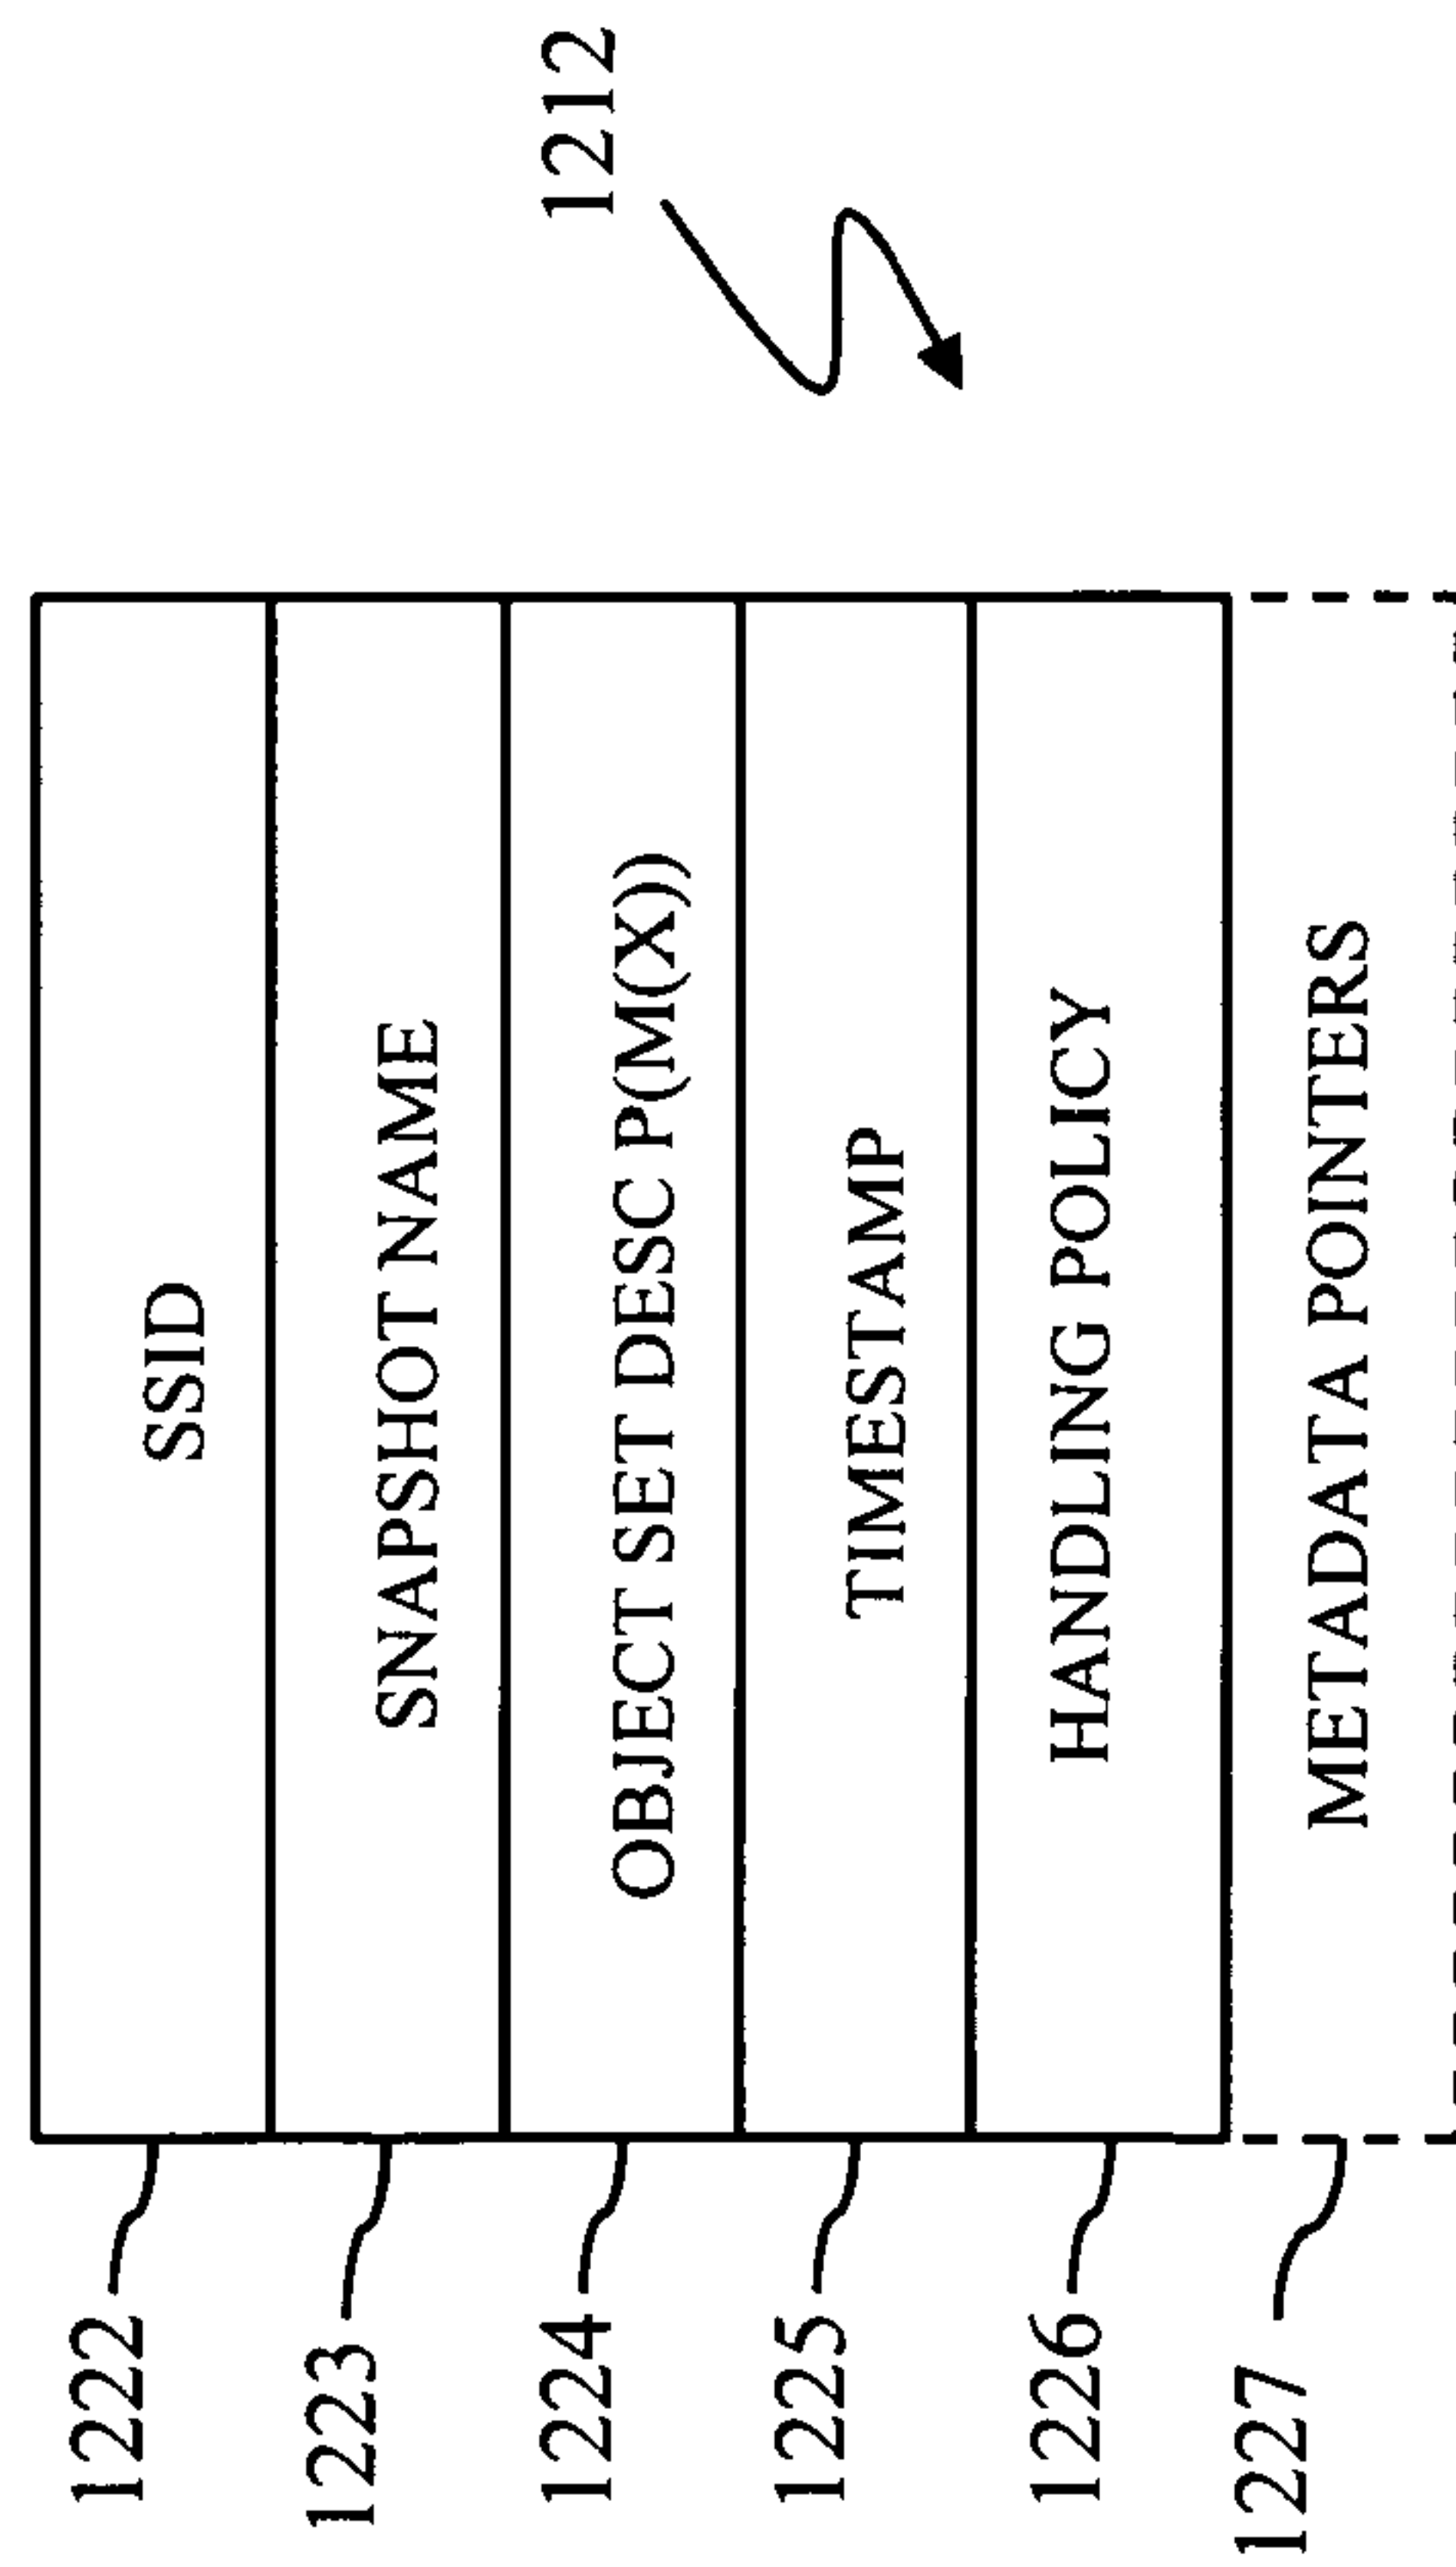 1212
1222 SSID
1223 SNAPSHOT NAME
1224 OBJECT SET DESC P(M(X))
1225 TIMESTAMP
1226 HANDLING POLICY
1227 METADATA POINTERS